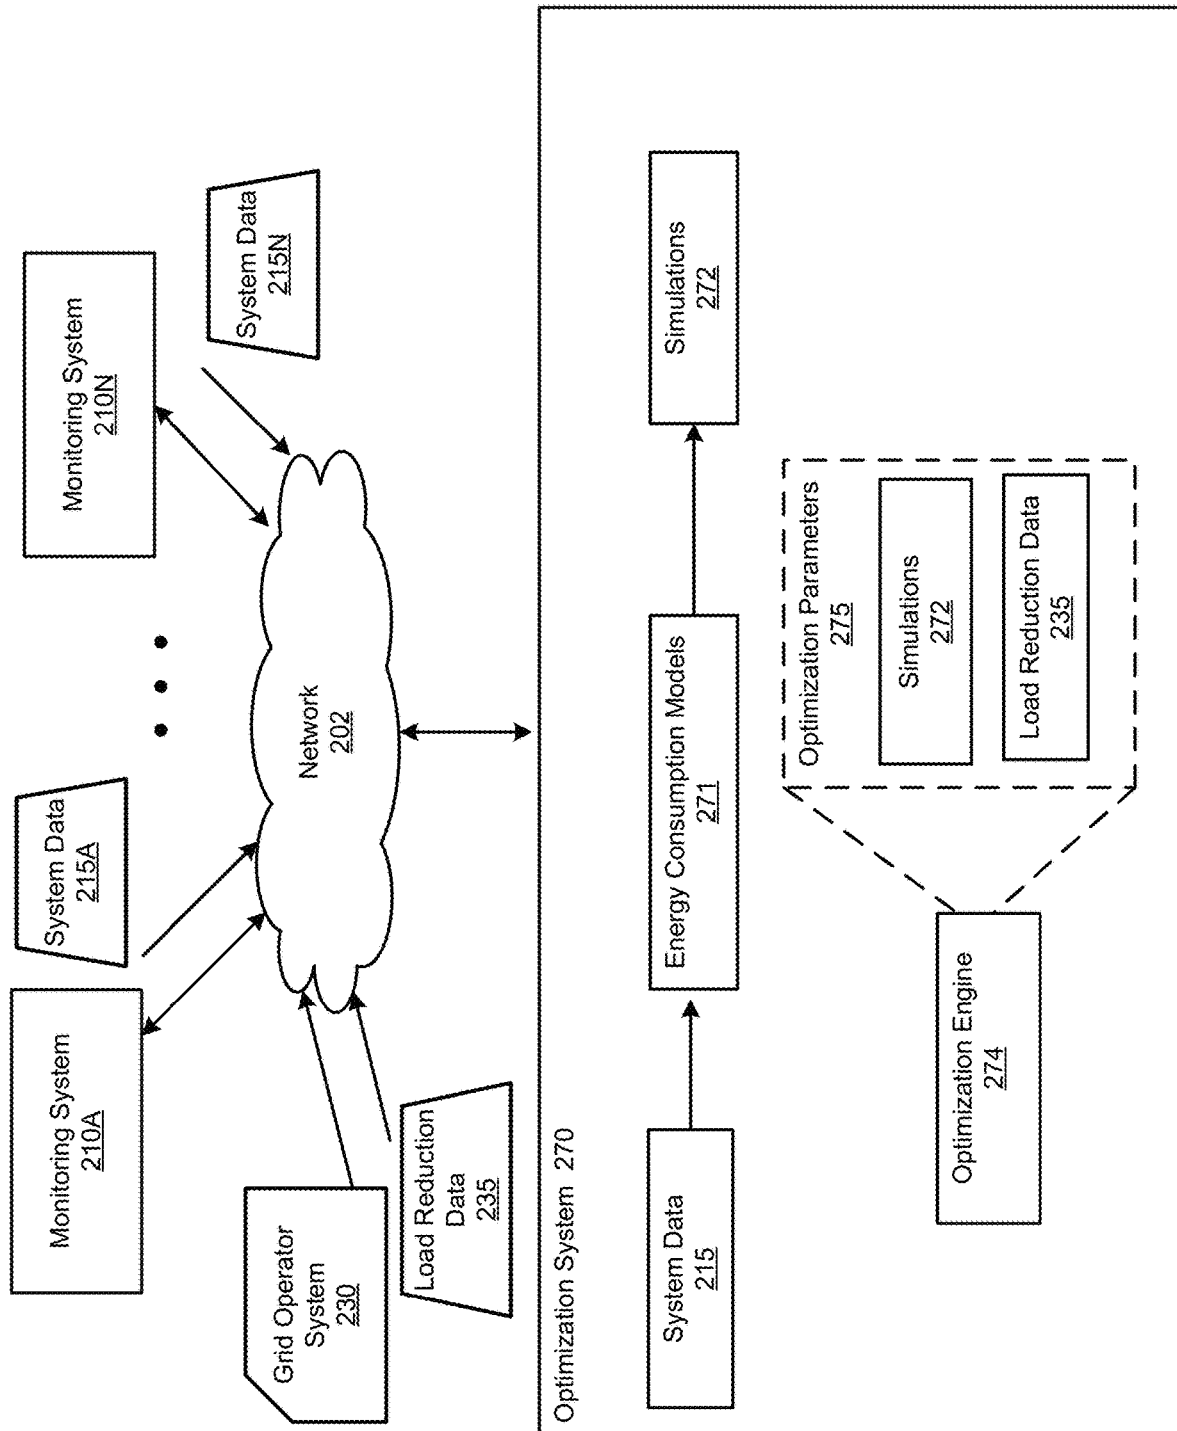 Monitoring System
210A
System Data
215A
Monitoring System
210N
System Data
215N
Grid Operator
System
230
Load Reduction
Data
235
Network
202
Optimization System 270
System Data
215
Energy Consumption Models
271
Simulations
272
Optimization Engine
274
Optimization Parameters
275
Simulations
272
Load Reduction Data
235